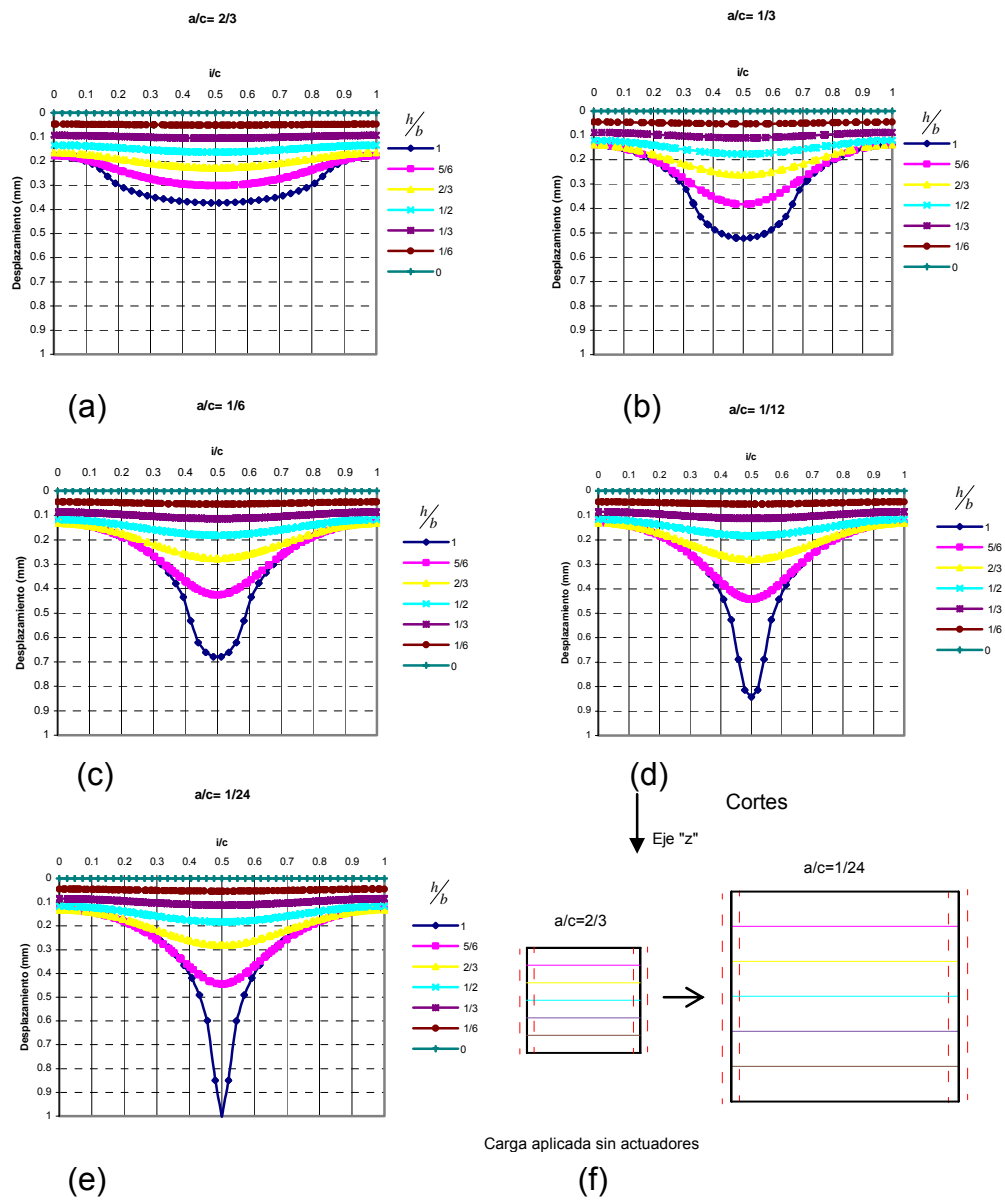 a/c= 2/3
i/c
0 0.1 0.2 0.3 0.4 0.5 0.6 0.7 0.8 0.9 1
0
0.1
0.2
0.3
0.4
0.5
0.6
0.7
0.8
0.9
1
Desplazamiento (mm)
h/b
1
5/6
2/3
1/2
1/3
1/6
0
(a)
a/c= 1/3
i/c
0 0.1 0.2 0.3 0.4 0.5 0.6 0.7 0.8 0.9 1
0
0.1
0.2
0.3
0.4
0.5
0.6
0.7
0.8
0.9
1
Desplazamiento (mm)
h/b
1
5/6
2/3
1/2
1/3
1/6
0
(b)
a/c= 1/6
i/c
0 0.1 0.2 0.3 0.4 0.5 0.6 0.7 0.8 0.9 1
0
0.1
0.2
0.3
0.4
0.5
0.6
0.7
0.8
0.9
1
Desplazamiento (mm)
h/b
1
5/6
2/3
1/2
1/3
1/6
0
(c)
a/c= 1/12
i/c
0 0.1 0.2 0.3 0.4 0.5 0.6 0.7 0.8 0.9 1
0
0.1
0.2
0.3
0.4
0.5
0.6
0.7
0.8
0.9
1
Desplazamiento (mm)
h/b
1
5/6
2/3
1/2
1/3
1/6
0
(d)
a/c= 1/24
i/c
0 0.1 0.2 0.3 0.4 0.5 0.6 0.7 0.8 0.9 1
0
0.1
0.2
0.3
0.4
0.5
0.6
0.7
0.8
0.9
1
Desplazamiento (mm)
h/b
1
5/6
2/3
1/2
1/3
1/6
0
(e)
Cortes
Eje "z"
a/c=2/3
a/c=1/24
Carga aplicada sin actuadores
(f)